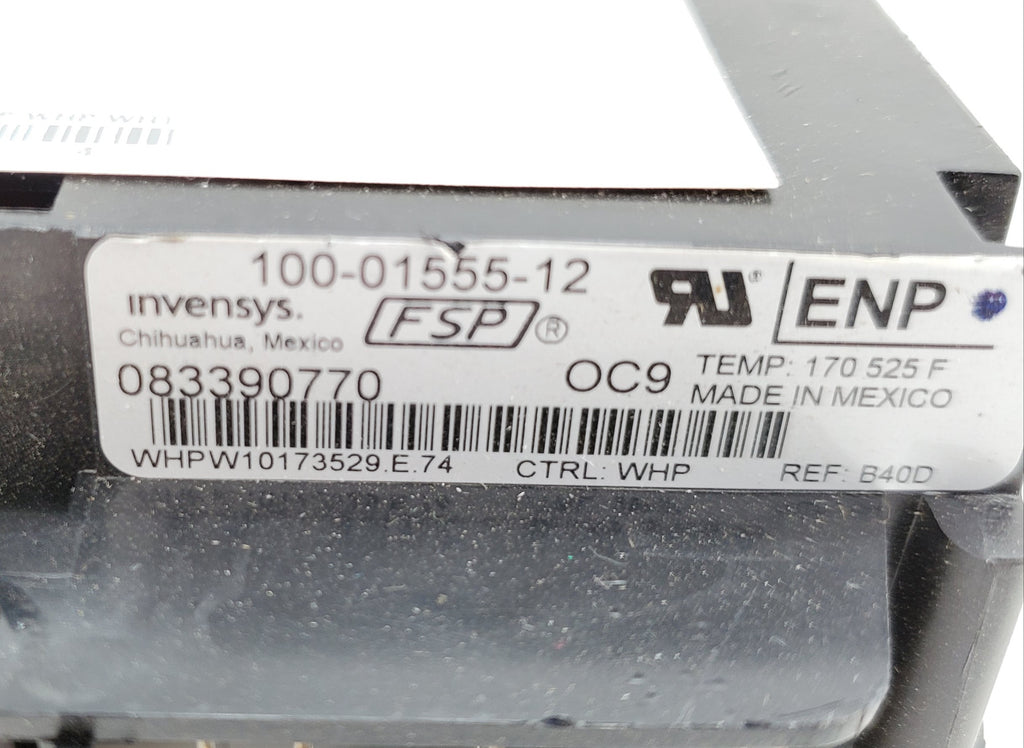 100-01555-12
invensys.
FSP®
Chihuahua, Mexico
ENP
083390770
OC9
TEMP: 170 525 F
MADE IN MEXICO
WHPW10173529.E.74 CTRL: WHP REF: B40D